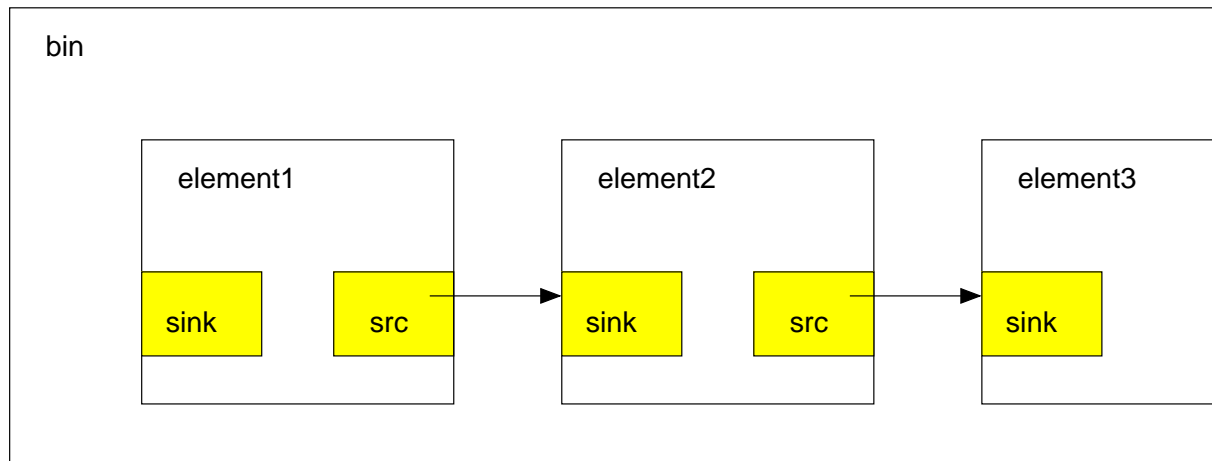 bin
element1
element2
element3
sink
src
sink
src
sink